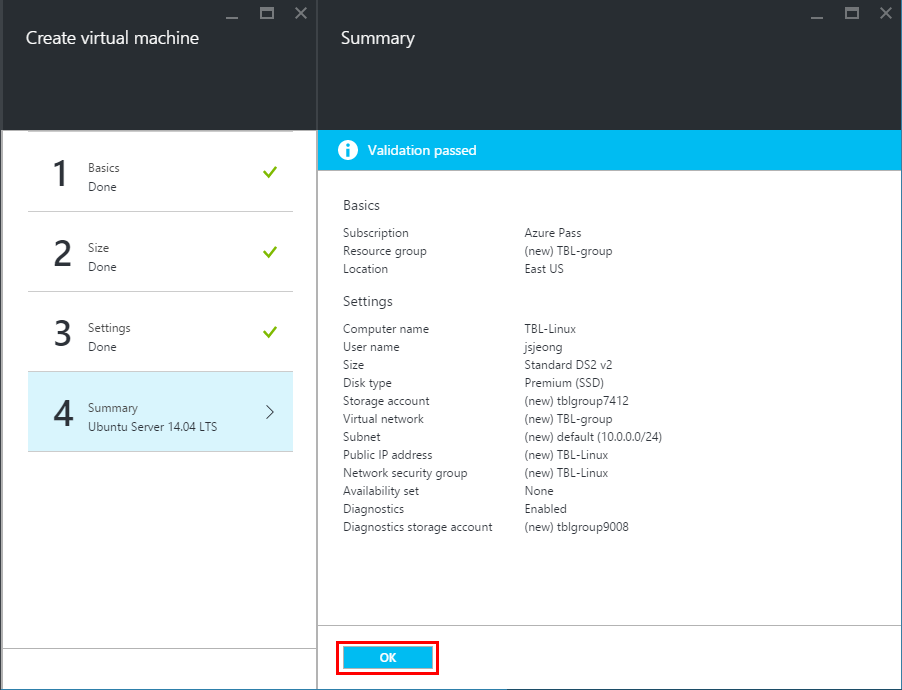 Create virtual machine
1
Basics
Done
2
Size
Done
3
Settings
Done
4
Summary
Ubuntu Server 14.04 LTS
Summary
Validation passed
Basics
Subscription Azure Pass
Resource group (new) TBL-group
Location East US
Settings
Computer name TBL-Linux
User name jsjeong
Size Standard DS2 v2
Disk type Premium (SSD)
Storage account (new) tblgroup7412
Virtual network (new) TBL-group
Subnet (new) default (10.0.0.0/24)
Public IP address (new) TBL-Linux
Network security group (new) TBL-Linux
Availability set None
Diagnostics Enabled
Diagnostics storage account (new) tblgroup9008
OK